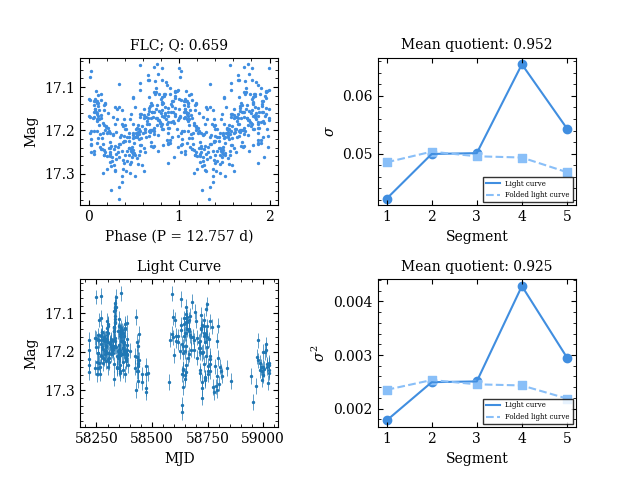 FLC; Q: 0.659
Mag
17.1
17.2
17.3
0
1
2
Phase (P = 12.757 d)
Mean quotient: 0.952
σ
0.06
0.05
Light curve
Folded light curve
1
2
3
4
5
Segment
Light Curve
Mag
17.1
17.2
17.3
58250
58500
58750
59000
MJD
Mean quotient: 0.925
σ²
0.004
0.003
0.002
Light curve
Folded light curve
1
2
3
4
5
Segment